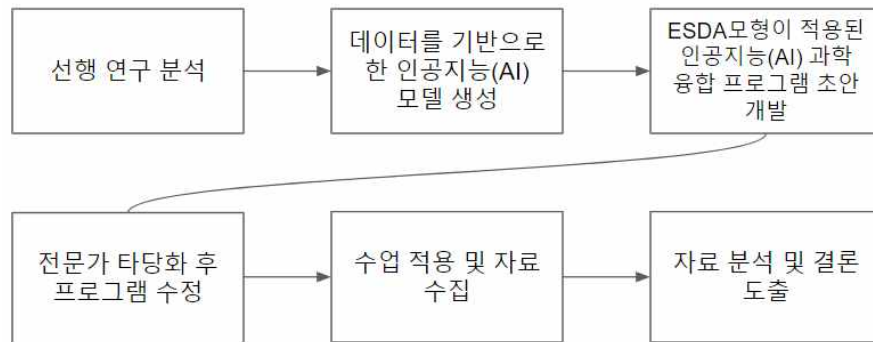 선행 연구 분석
데이터를 기반으로
한 인공지능(AI)
모델 생성
ESDA모형이 적용된
인공지능(AI) 과학
융합 프로그램 초안
개발
전문가 타당화 후
프로그램 수정
수업 적용 및 자료
수집
자료 분석 및 결론
도출